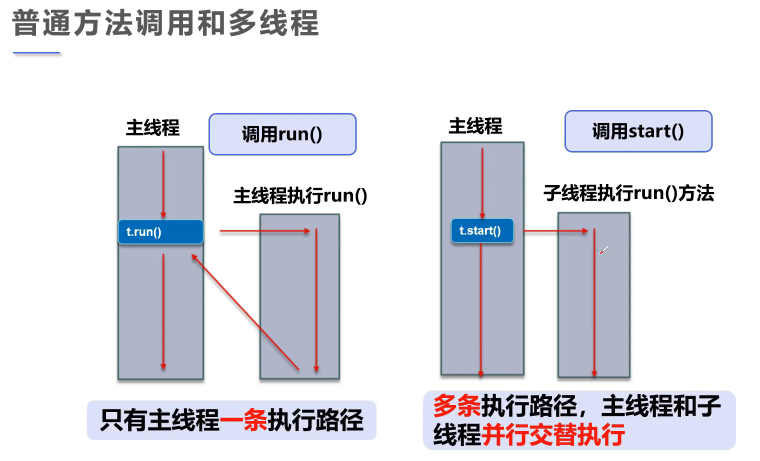 普通方法调用和多线程
主线程
调用run()
主线程执行run()
t.run()
只有主线程一条执行路径
主线程
调用start()
子线程执行run()方法
t.start()
多条执行路径，主线程和子
线程并行交替执行